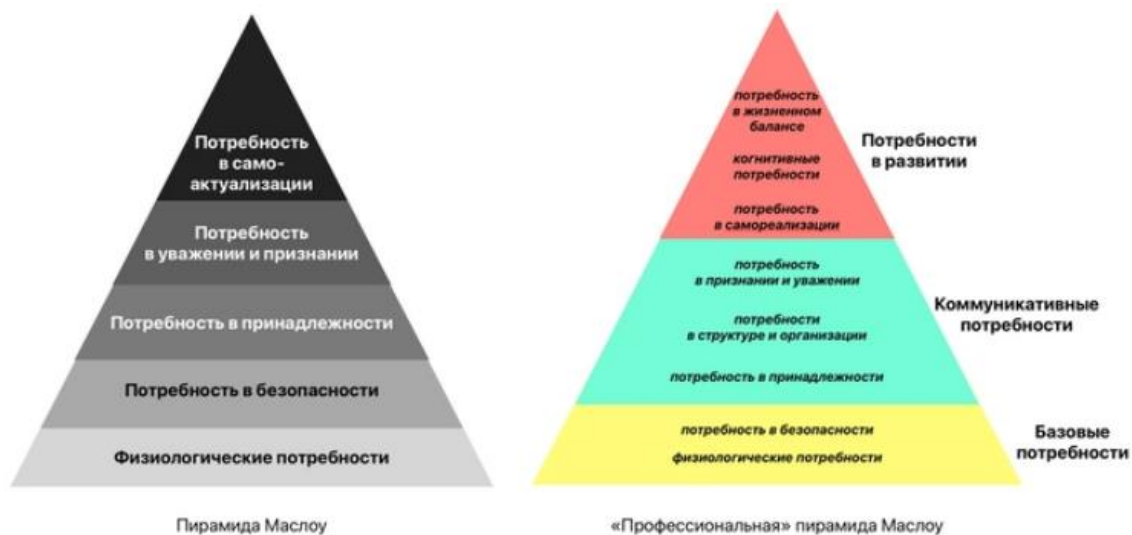 Потребность
в само-
актуализации
Потребность
в уважении и признании
Потребность в принадлежности
Потребность в безопасности
Физиологические потребности
Пирамида Маслоу
потребность
в жизненном
балансе
когнитивные
потребности
потребность
в самореализации
Потребности
в развитии
потребность
в признании и уважении
потребности
в структуре и организации
потребность в принадлежности
Коммуникативные
потребности
потребность в безопасности
физиологические потребности
Базовые
потребности
«Профессиональная» пирамида Маслоу